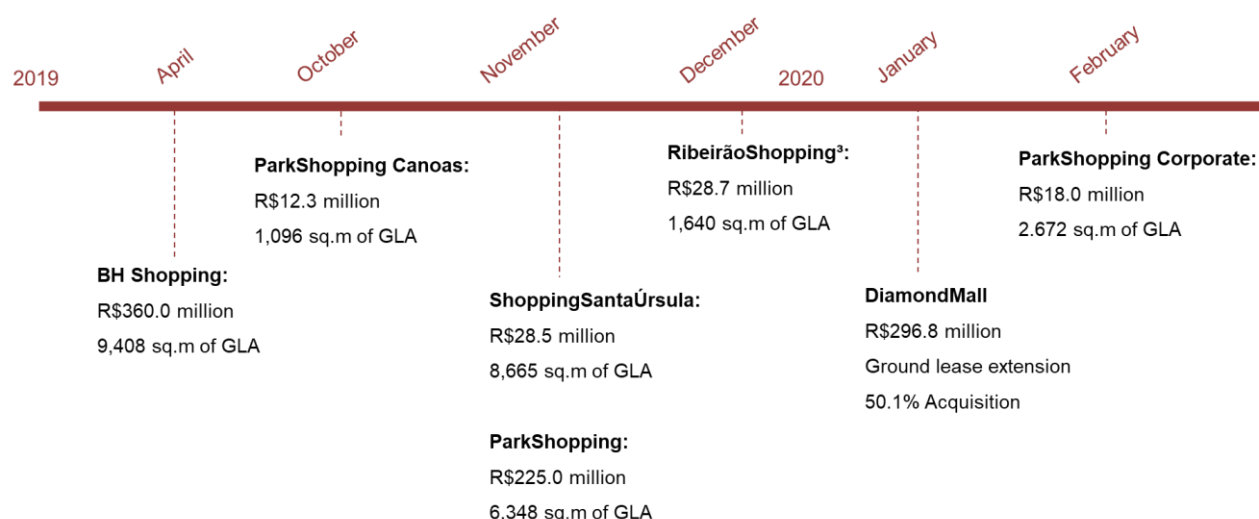 2019
April
October
November
December
2020
January
February
ParkShopping Canoas:
R$12.3 million
1,096 sq.m of GLA
RibeirãoShopping³:
R$28.7 million
1,640 sq.m of GLA
ParkShopping Corporate:
R$18.0 million
2.672 sq.m of GLA
BH Shopping:
R$360.0 million
9,408 sq.m of GLA
ShoppingSantaÚrsula:
R$28.5 million
8,665 sq.m of GLA
DiamondMall
R$296.8 million
Ground lease extension
50.1% Acquisition
ParkShopping:
R$225.0 million
6,348 sq.m of GLA